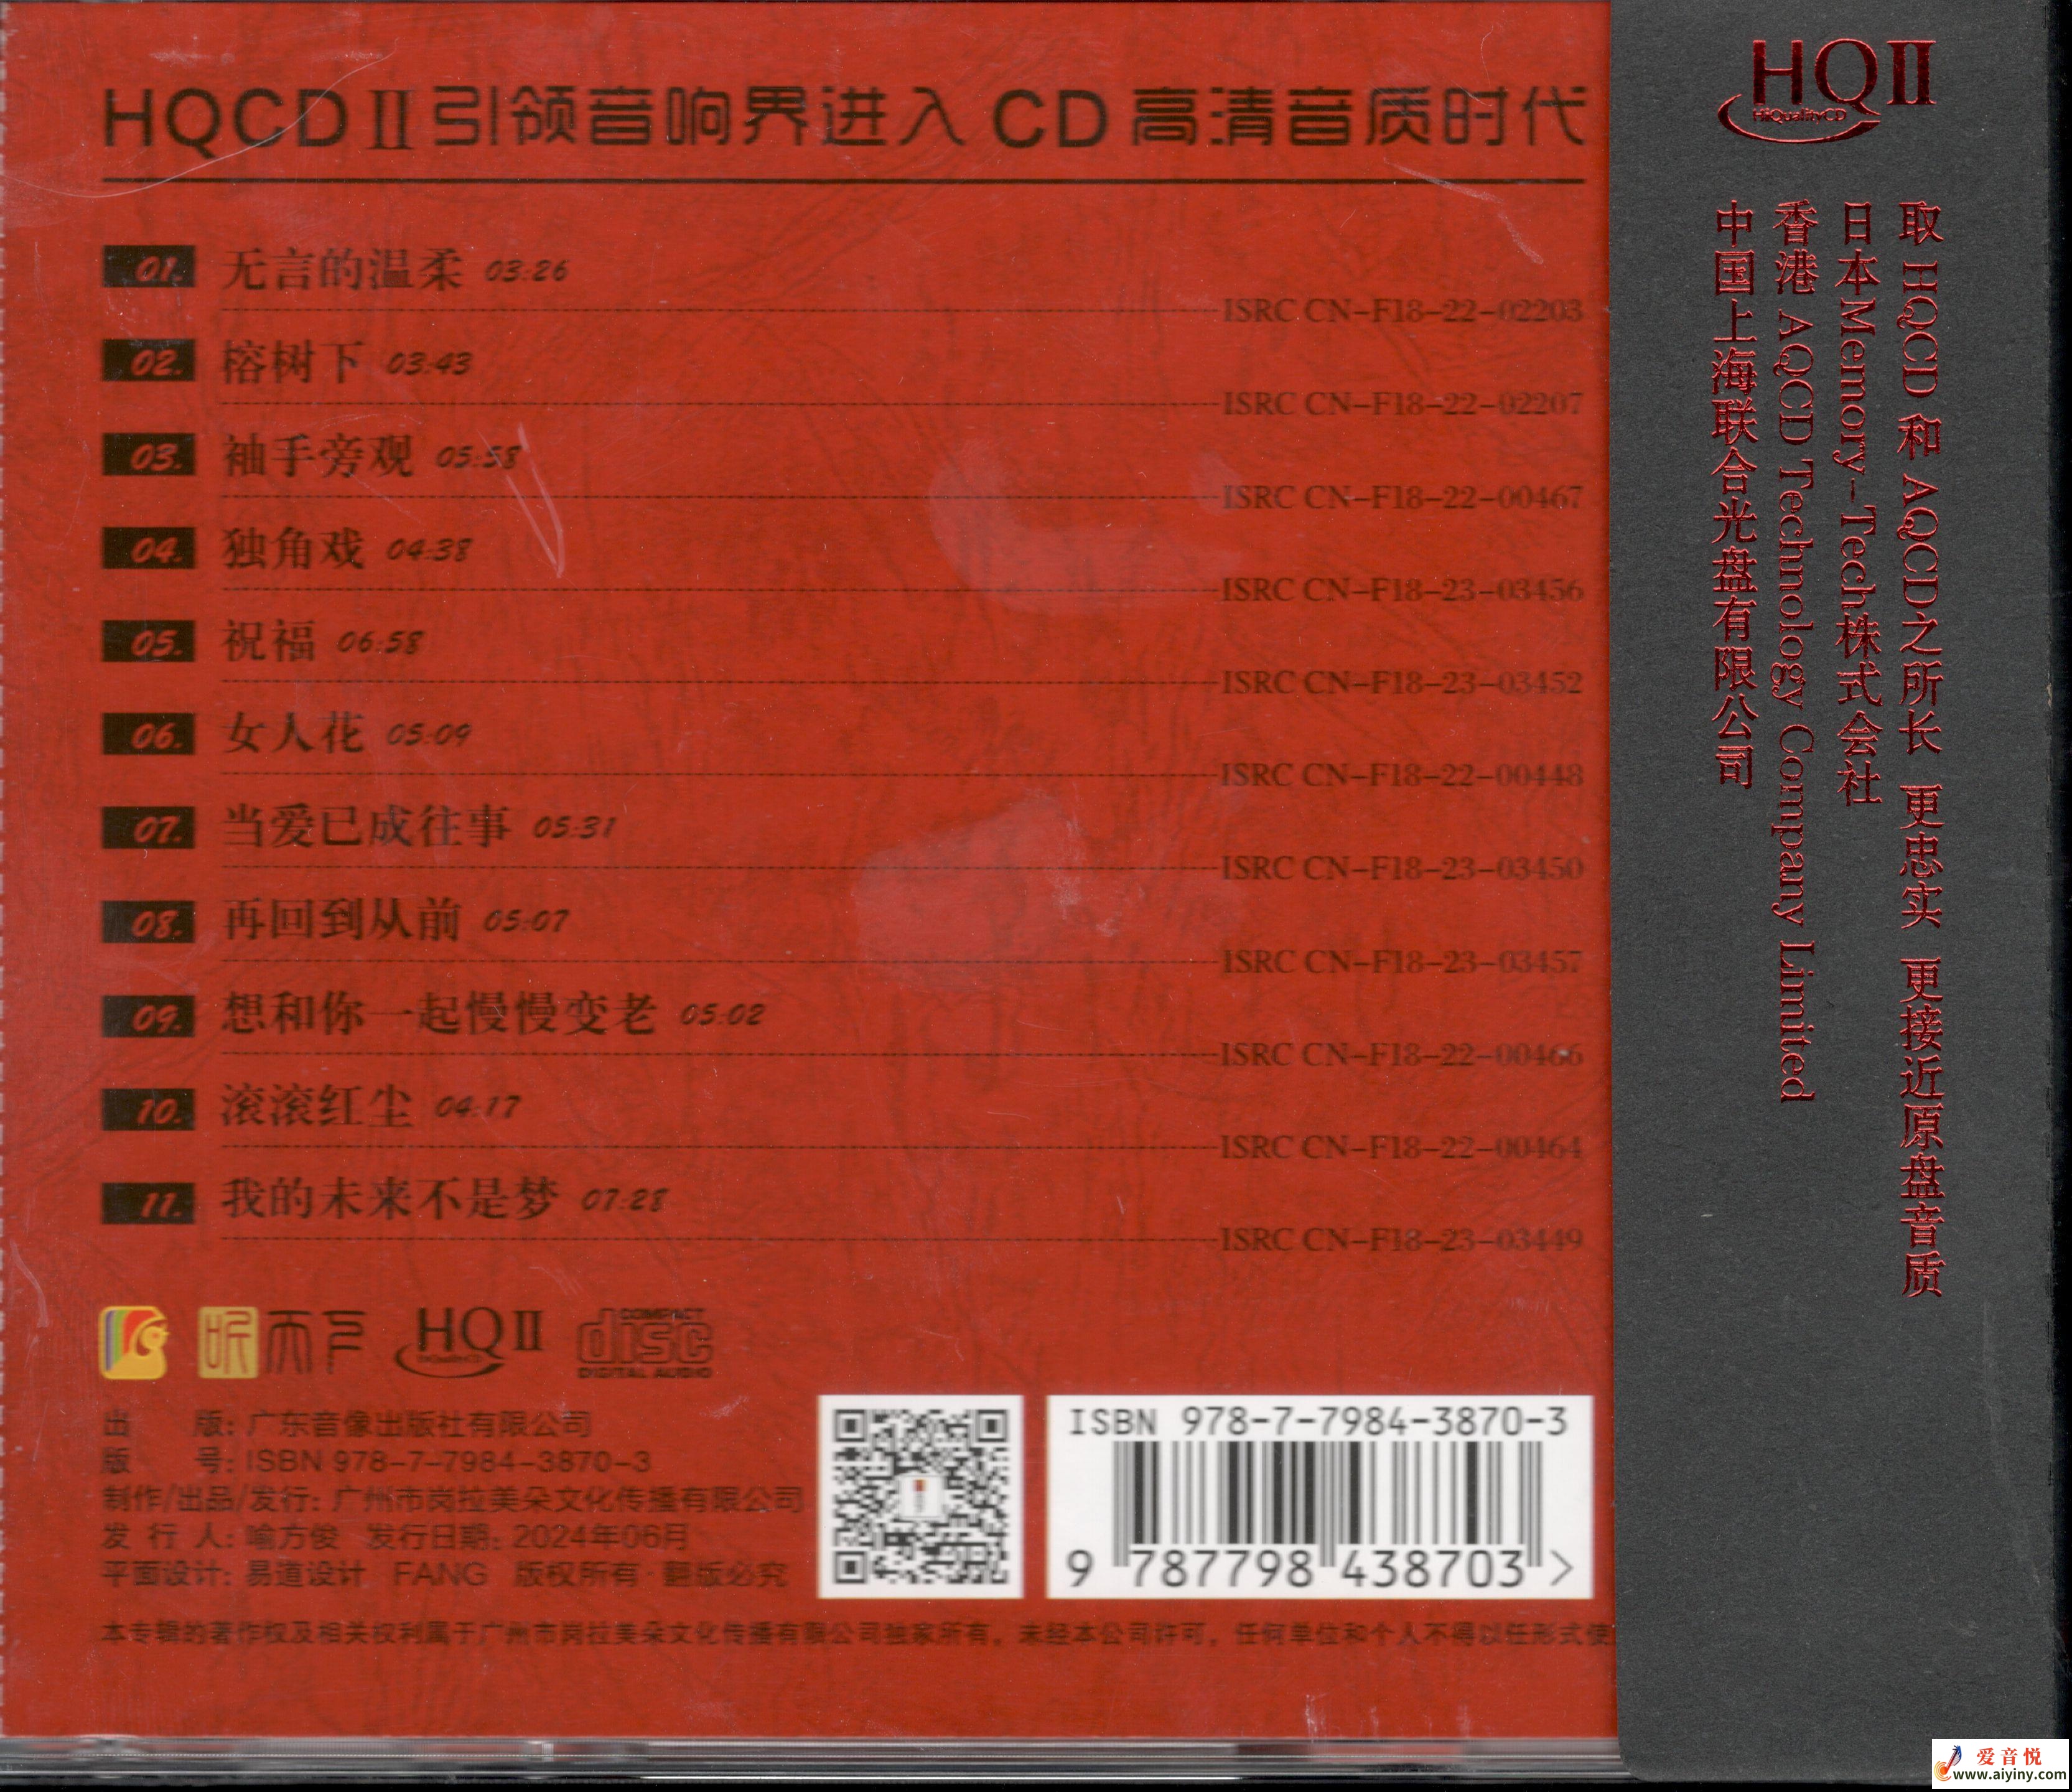 HQCD II 引领音响界进入 CD 高清音质时代
01. 无言的温柔 03:26
ISRC CN-F18-22-02203
02. 榕树下 03:43
ISRC CN-F18-22-02207
03. 袖手旁观 05:58
ISRC CN-F18-22-00467
04. 独角戏 04:38
ISRC CN-F18-23-03456
05. 祝福 06:58
ISRC CN-F18-23-03452
06. 女人花 05:09
ISRC CN-F18-22-00448
07. 当爱已成往事 05:31
ISRC CN-F18-23-03450
08. 再回到从前 05:07
ISRC CN-F18-23-03457
09. 想和你一起慢慢变老 05:02
ISRC CN-F18-22-00466
10. 滚滚红尘 04:17
ISRC CN-F18-22-00464
11. 我的未来不是梦 07:28
ISRC CN-F18-23-03449
听天下
HQII
HiQualityCD
COMPACT
disc
DIGITAL AUDIO
出 版: 广东音像出版社有限公司
版 号: ISBN 978-7-7984-3870-3
制作/出品/发行: 广州市岗拉美朵文化传播有限公司
发 行 人: 喻方俊 发行日期: 2024年06月
平面设计: 易道设计 FANG 版权所有·翻版必究
本专辑的著作权及相关权利属于广州市岗拉美朵文化传播有限公司独家所有，未经本公司许可，任何单位和个人不得以任形式使
ISBN 978-7-7984-3870-3
9 787798 438703 >
HQII
HiQualityCD
取 HQCD 和 AQCD之所长 更忠实 更接近原盘音质
日本Memory-Tech株式会社
香港 AQCD Technology Company Limited
中国上海联合光盘有限公司
爱音悦
www.aiyiny.com